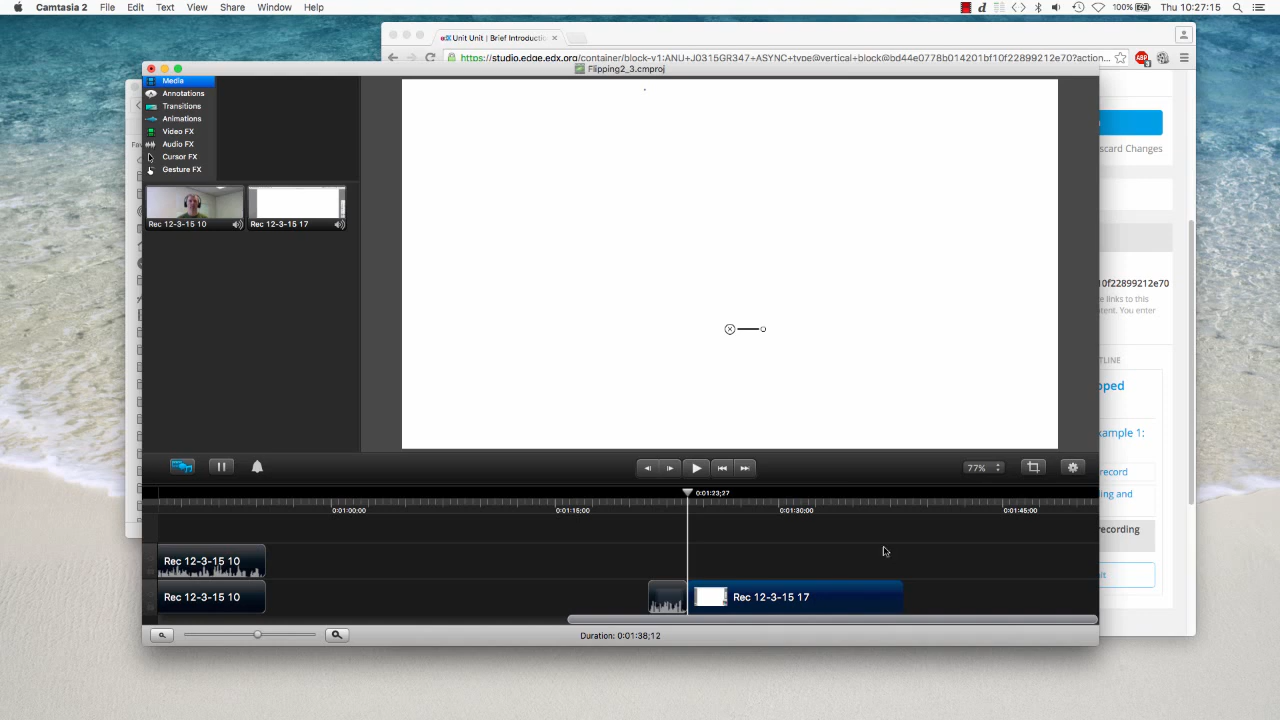 Camtasia 2 File Edit Text View Share Window Help
100% Thu 10:27:15
Unit Unit | Brief Introductic
https://studio.edge.edx.org/container/block-v1:ANU+J0315GR347+ASYNC+type@vertical+block@bd44e0778b014201bf10f22899212e70?action...
ABP
Flipping2_3.cmproj
Media
Annotations
Transitions
Animations
Video FX
Audio FX
Cursor FX
Gesture FX
Rec 12-3-15 10
Rec 12-3-15 17
scard Changes
10f22899212e70
e links to this
tent. You enter
TLINE
pped
xample 1:
record
ing and
ecording
it
77%
0:01:23;27
0:01:00;00
0:01:15;00
0:01:30;00
0:01:45;00
Rec 12-3-15 10
Rec 12-3-15 10
Rec 12-3-15 17
Duration: 0:01:38;12